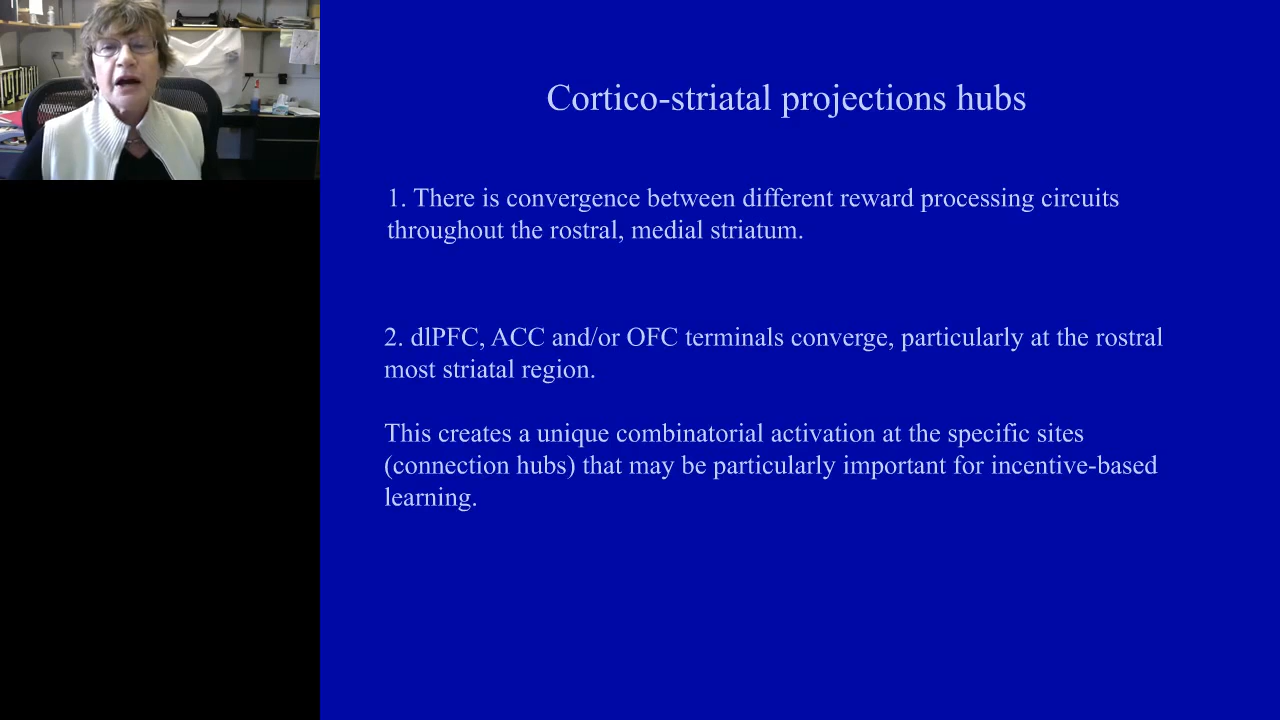 Cortico-striatal projections hubs
1. There is convergence between different reward processing circuits
throughout the rostral, medial striatum.
2. dlPFC, ACC and/or OFC terminals converge, particularly at the rostral
most striatal region.
This creates a unique combinatorial activation at the specific sites
(connection hubs) that may be particularly important for incentive-based
learning.